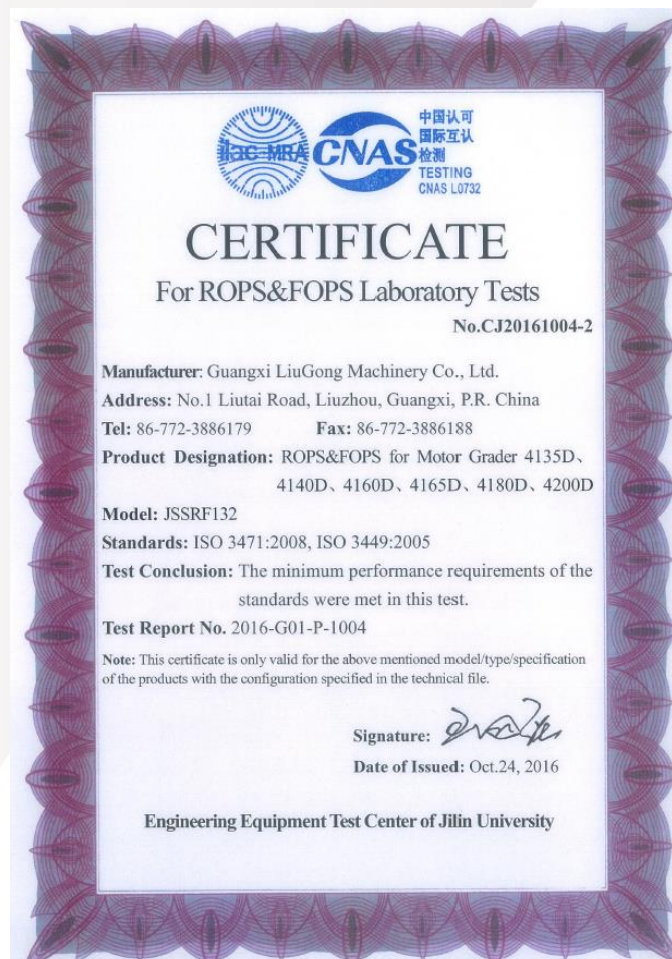 ilac-MRA
CNAS
中国认可
国际互认
检测
TESTING
CNAS L0732
CERTIFICATE
For ROPS&FOPS Laboratory Tests
No.CJ20161004-2
Manufacturer: Guangxi LiuGong Machinery Co., Ltd.
Address: No.1 Liutai Road, Liuzhou, Guangxi, P.R. China
Tel: 86-772-3886179 Fax: 86-772-3886188
Product Designation: ROPS&FOPS for Motor Grader 4135D、
4140D、4160D、4165D、4180D、4200D
Model: JSSRF132
Standards: ISO 3471:2008, ISO 3449:2005
Test Conclusion: The minimum performance requirements of the
standards were met in this test.
Test Report No. 2016-G01-P-1004
Note: This certificate is only valid for the above mentioned model/type/specification
of the products with the configuration specified in the technical file.
Signature:
Date of Issued: Oct.24, 2016
Engineering Equipment Test Center of Jilin University